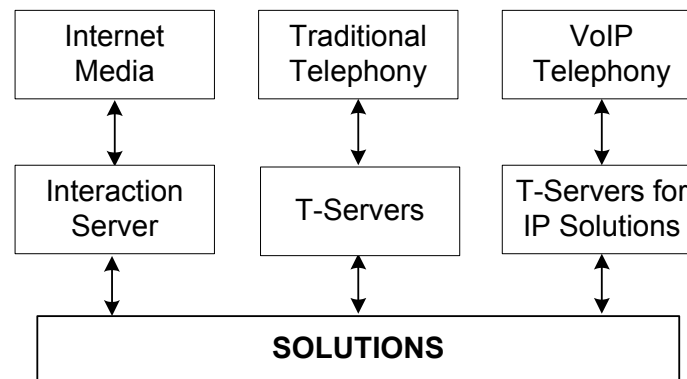 Internet
Media
Traditional
Telephony
VoIP
Telephony
Interaction
Server
T-Servers
T-Servers for
IP Solutions
SOLUTIONS